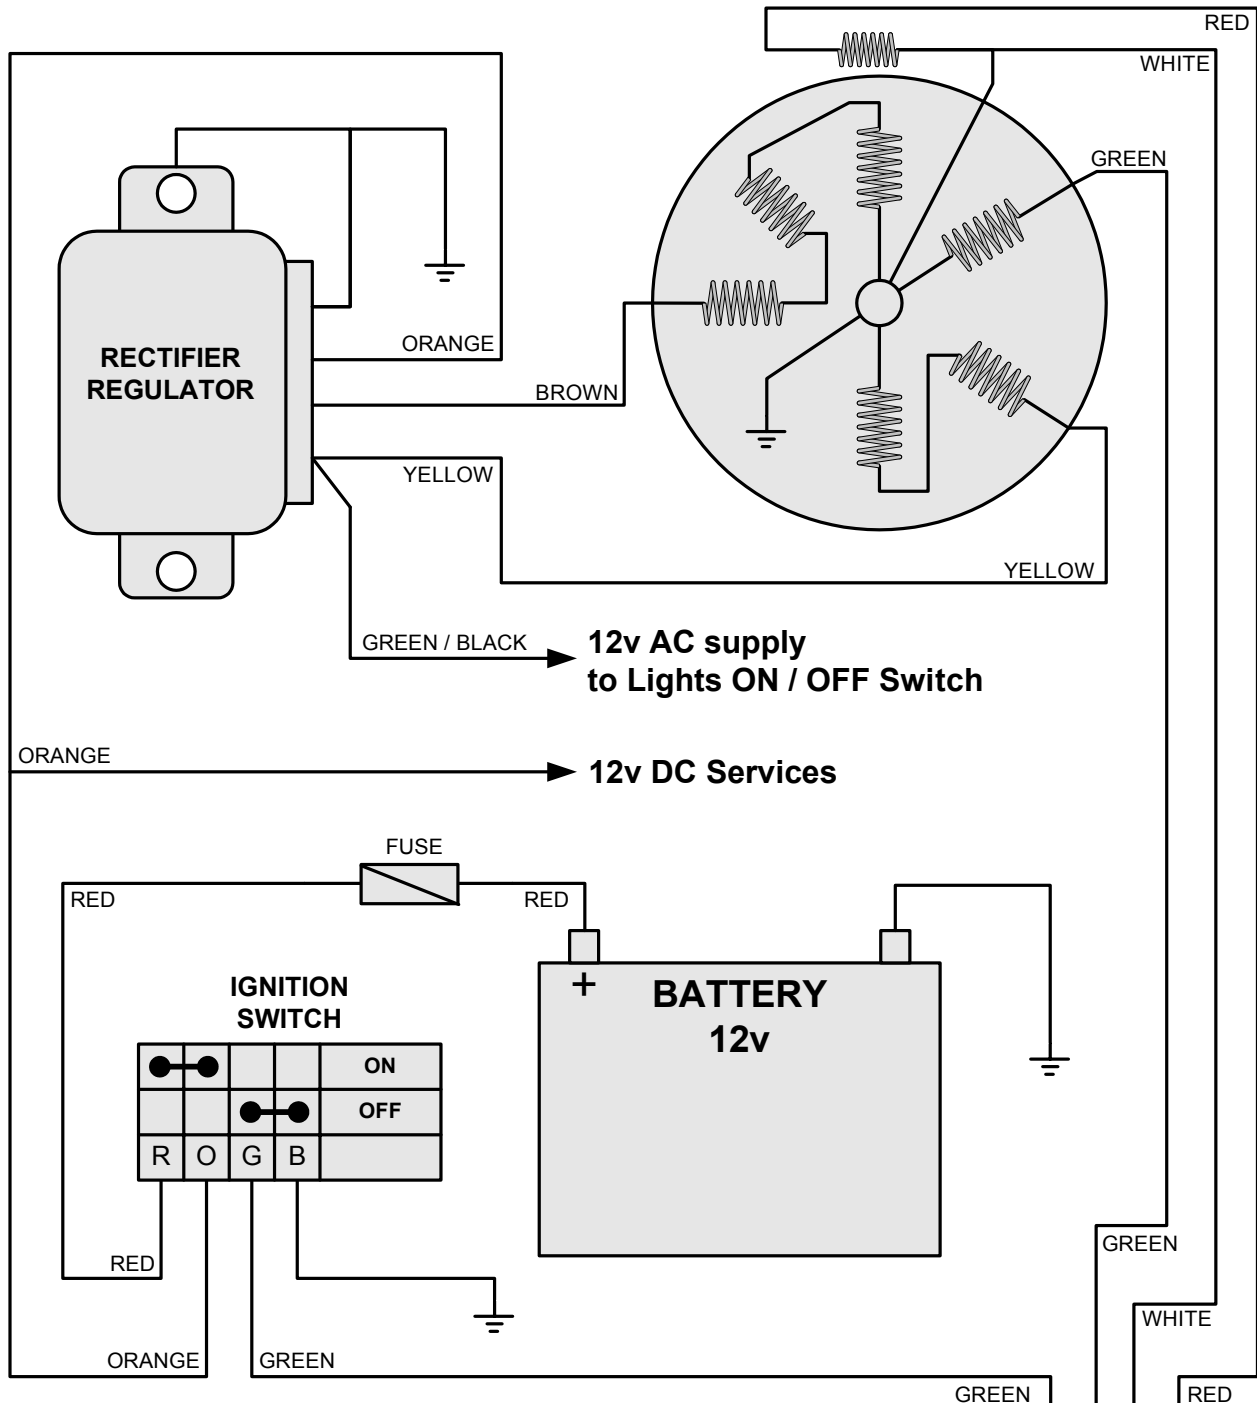 RED
WHITE
GREEN
RECTIFIER
REGULATOR
ORANGE
BROWN
YELLOW
YELLOW
GREEN / BLACK
12v AC supply
to Lights ON / OFF Switch
ORANGE
12v DC Services
FUSE
RED
RED
IGNITION
SWITCH
ON
OFF
R O G B
+
BATTERY
12v
RED
GREEN
WHITE
ORANGE
GREEN
GREEN
RED